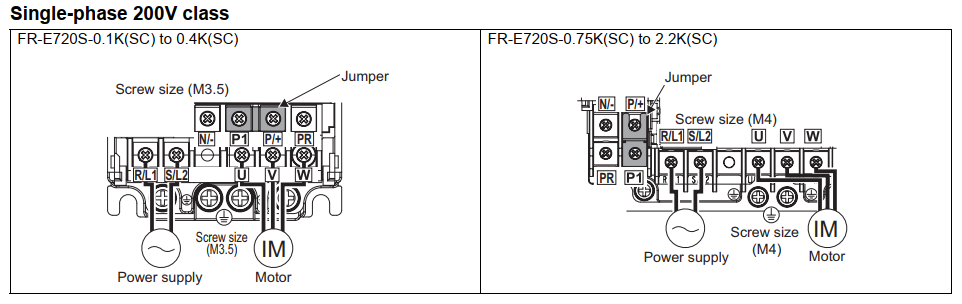 Single-phase 200V class
FR-E720S-0.1K(SC) to 0.4K(SC)
Jumper
Screw size (M3.5)
N/- P1 P/+ PR
R/L1 S/L2 U V W
Screw size
(M3.5)
IM
Power supply
Motor
FR-E720S-0.75K(SC) to 2.2K(SC)
Jumper
N/- P/+
Screw size (M4)
R/L1 S/L2 U V W
PR P1
Screw size
(M4)
IM
Power supply
Motor